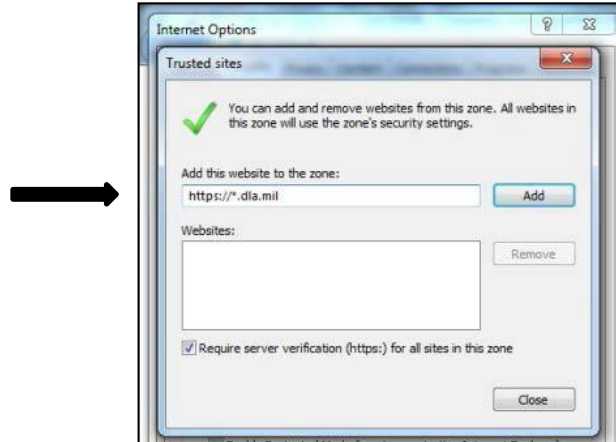 Internet Options
Trusted sites
You can add and remove websites from this zone. All websites in
this zone will use the zone's security settings.
Add this website to the zone:
https://*.dla.mil
Add
Websites:
Remove
Require server verification (https:) for all sites in this zone
Close